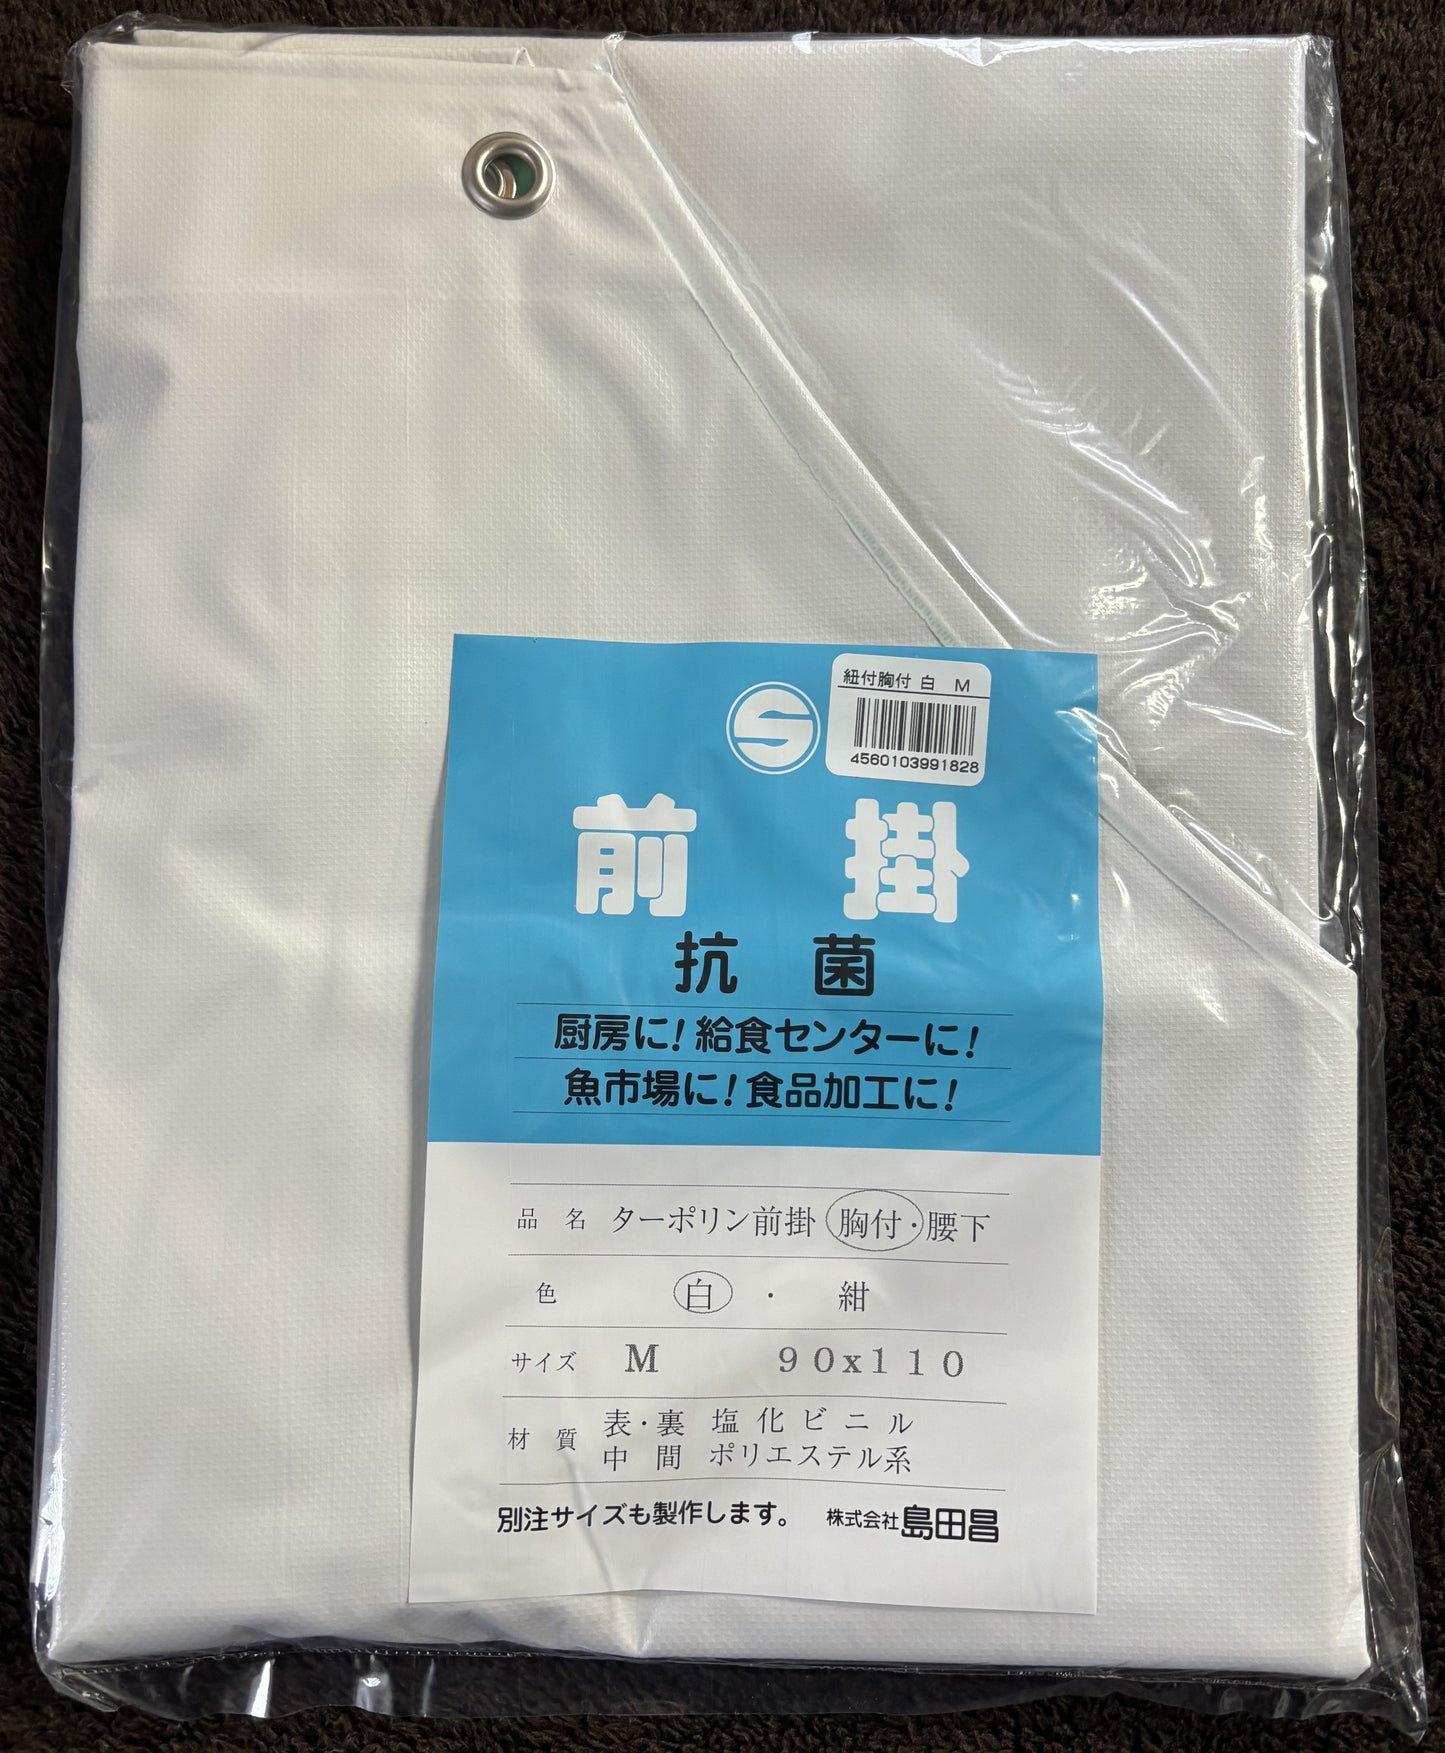 紐付胸付 白 M
4560103991828
S
前掛
抗菌
厨房に!給食センターに!
魚市場に!食品加工に!
品名 ターポリン前掛 胸付・腰下
色 白・紺
サイズ M 90x110
材質 表・裏 塩化ビニル
中間 ポリエステル系
別注サイズも製作します。 株式会社島田昌